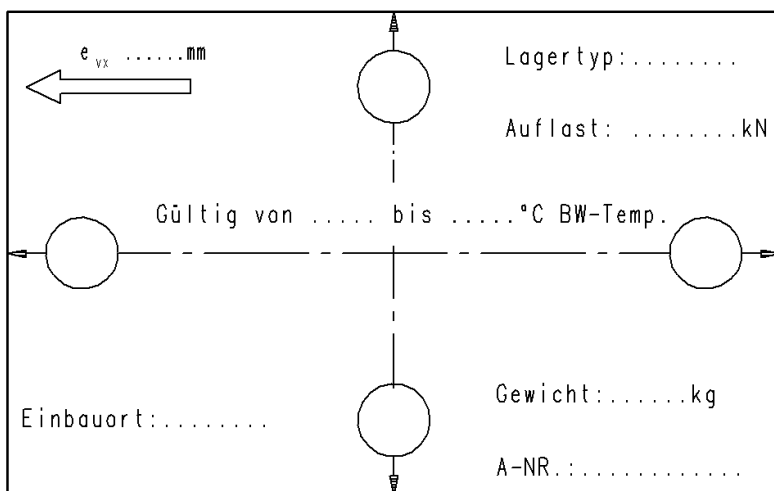 e vx ......mm
Lagertyp:........
Auflast: ........kN
Gültig von ..... bis .....°C BW-Temp.
Einbauort:........
Gewicht:......kg
A-NR.:.............